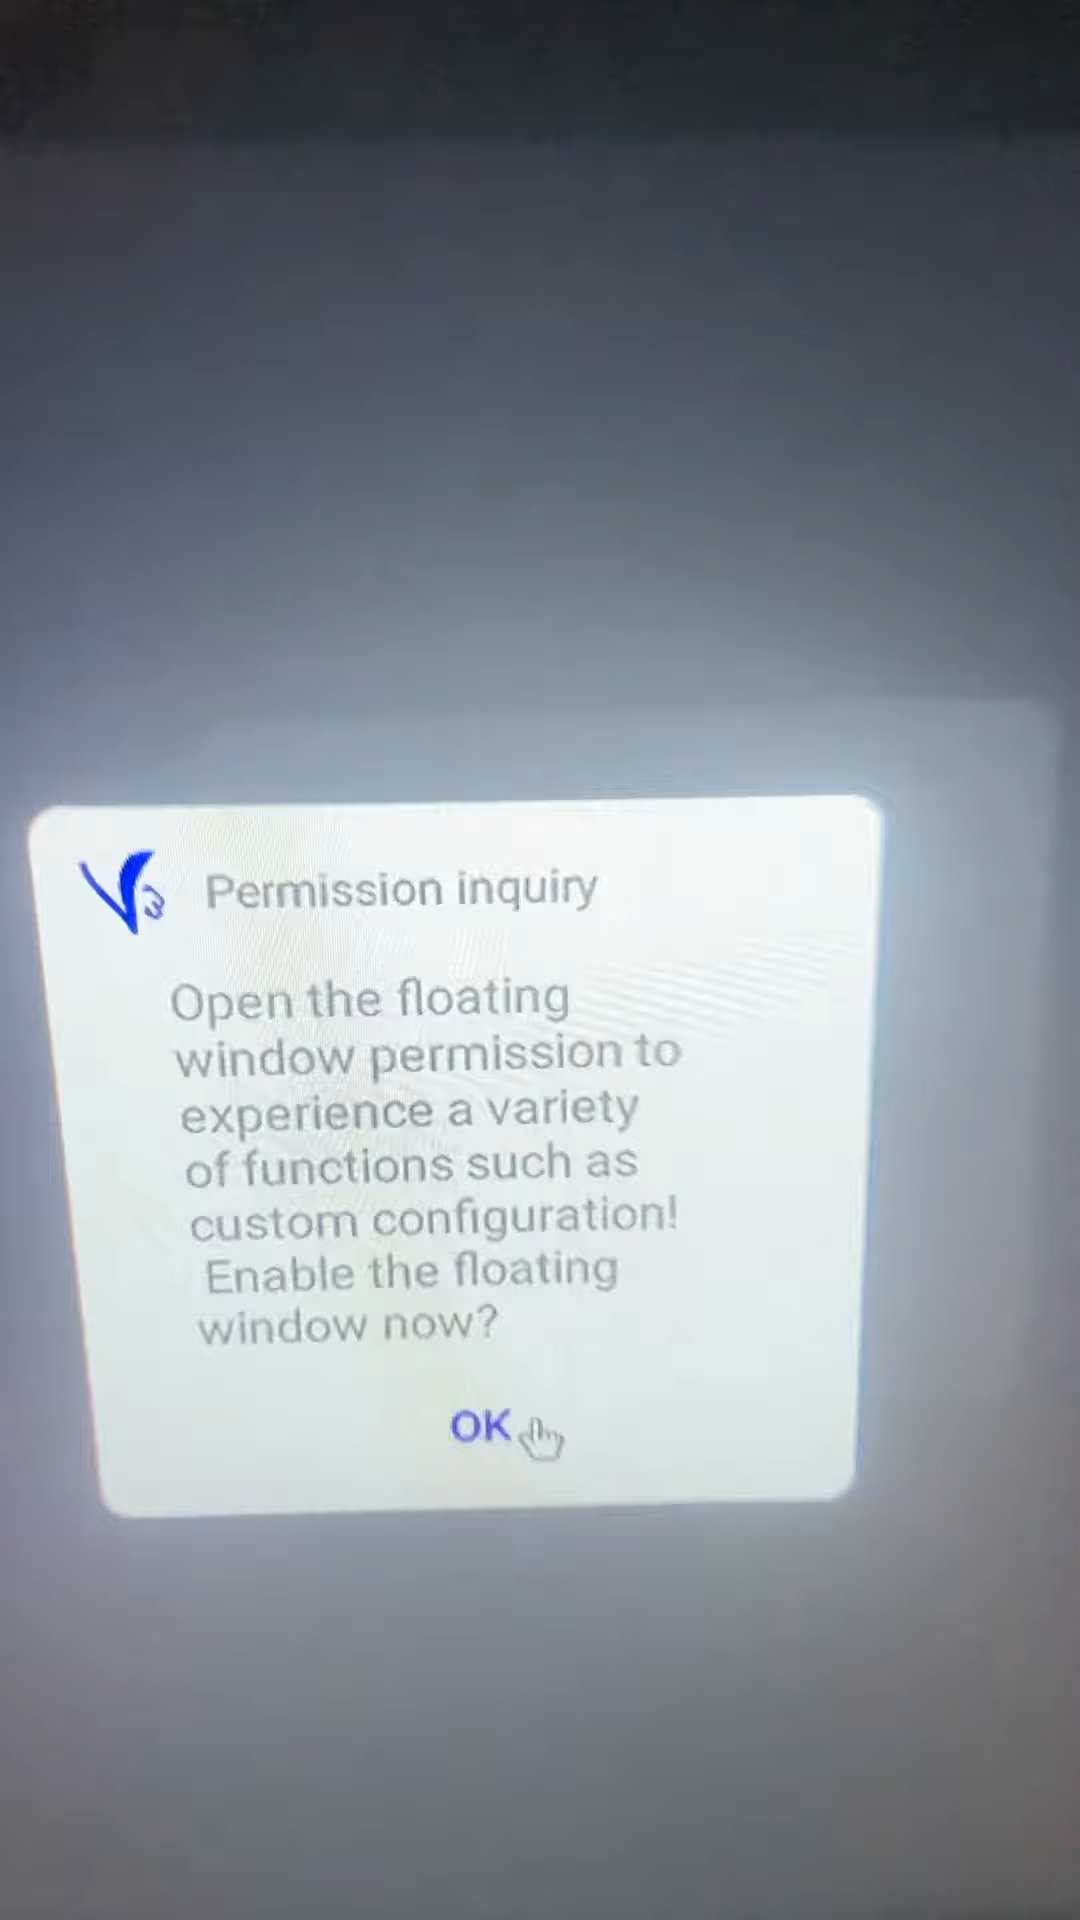 V3
Permission inquiry
Open the floating
window permission to
experience a variety
of functions such as
custom configuration!
Enable the floating
window now?
OK